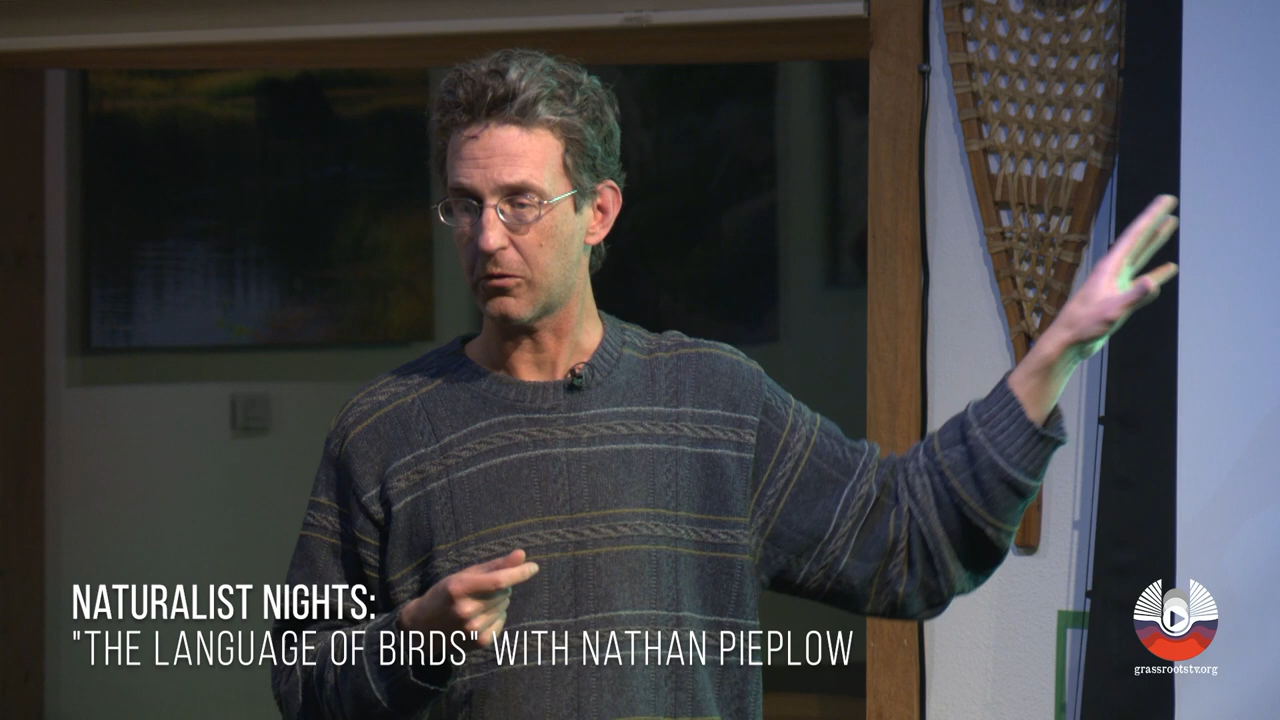 NATURALIST NIGHTS:
"THE LANGUAGE OF BIRDS" WITH NATHAN PIEPLOW
grassrootstv.org